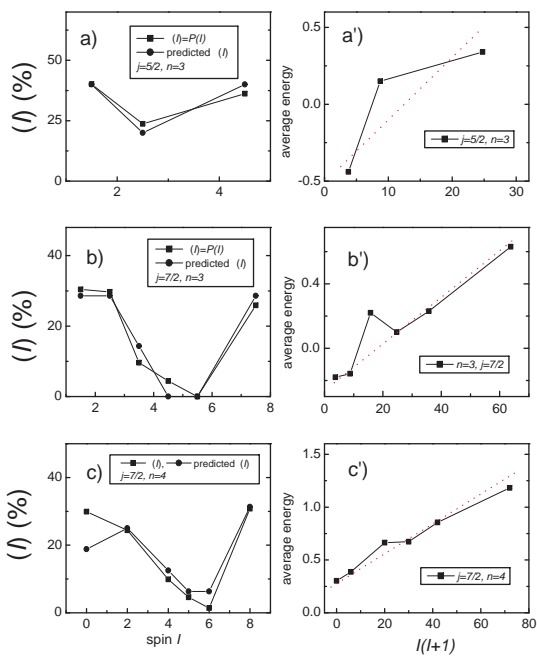 a)
(I)=P(I)
predicted (I)
j=5/2, n=3
(I) (%)
50
25
0
2
4
a')
average energy
0.5
0.0
-0.5
j=5/2, n=3
0
10
20
30
b)
(I)=P(I)
predicted (I)
j=7/2, n=3
(I) (%)
40
20
0
2
4
6
8
b')
average energy
0.4
0.0
n=3, j=7/2
0
20
40
60
c)
(I), predicted (I)
j=7/2, n=4
(I) (%)
40
20
0
0
2
4
6
8
spin I
c')
average energy
1.5
1.0
0.5
0.0
j=7/2, n=4
0
20
40
60
80
I(I+1)